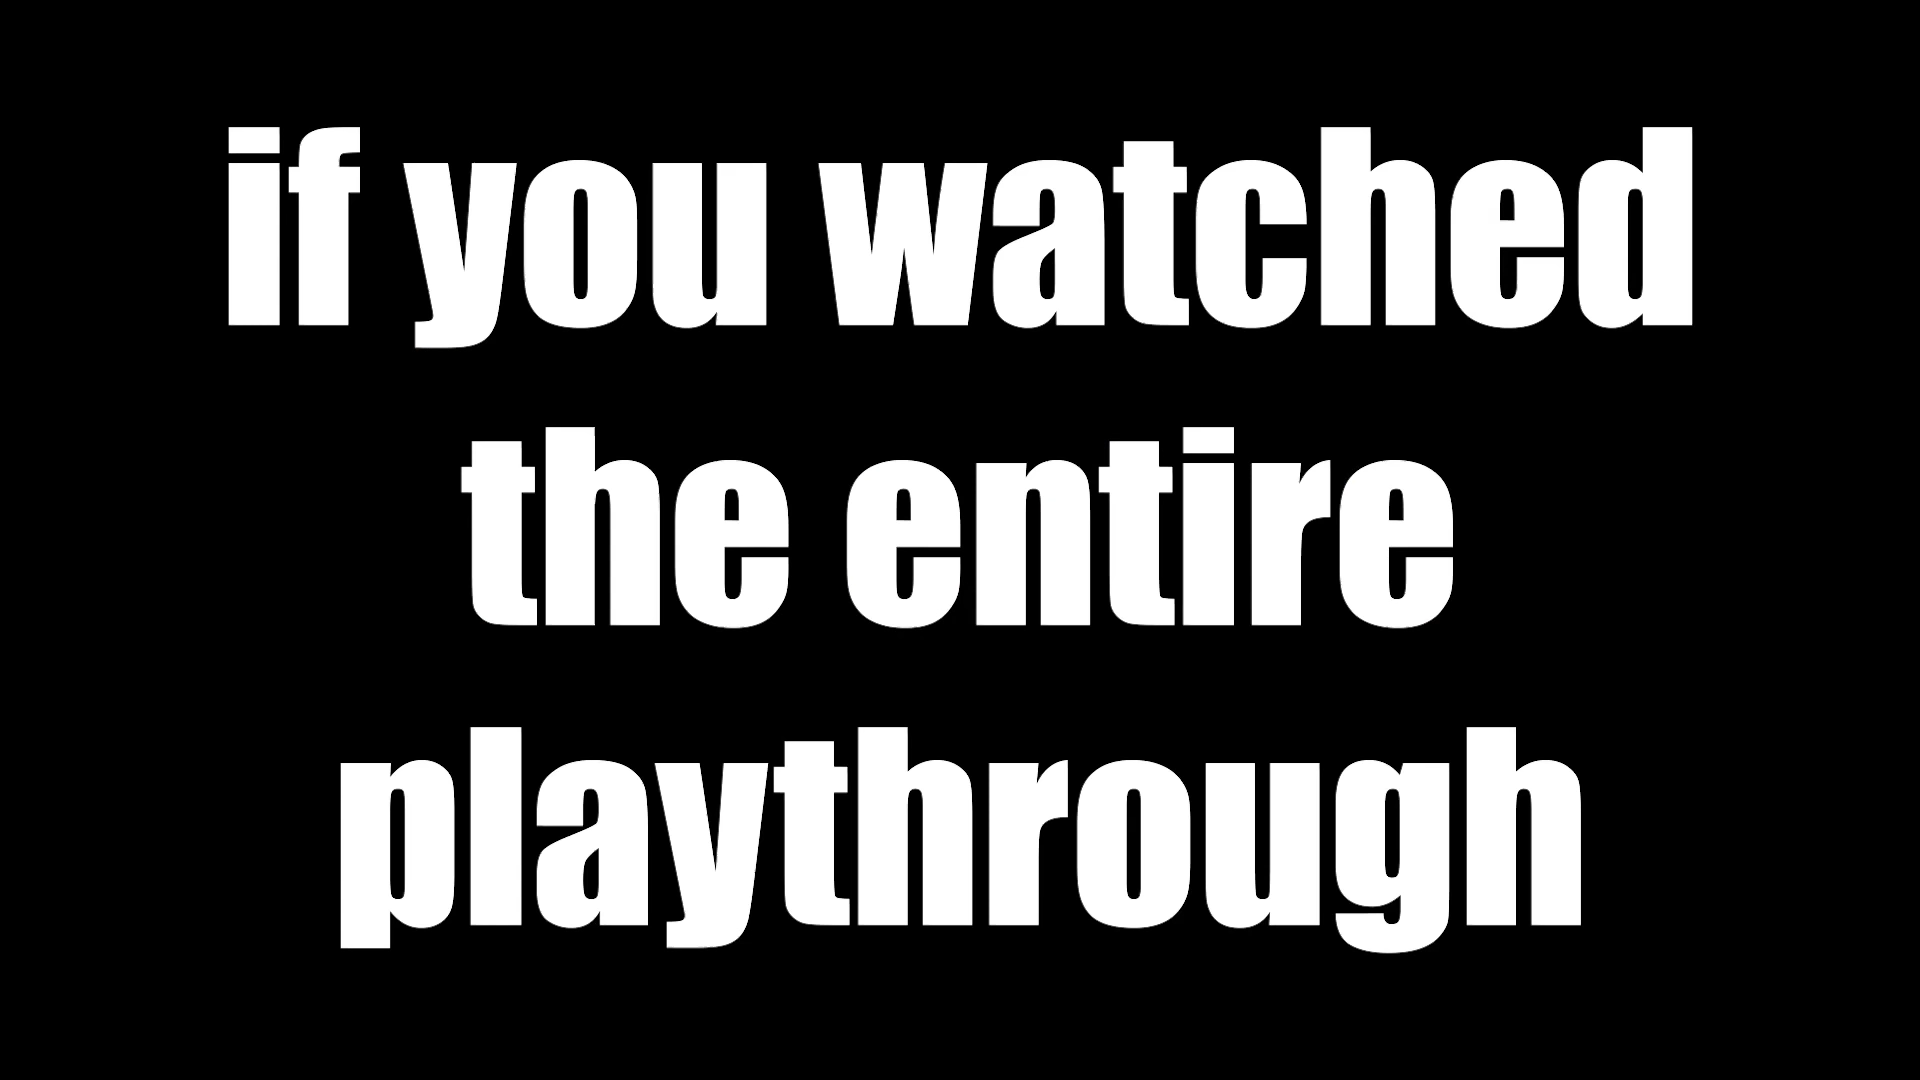 if you watched
the entire
playthrough